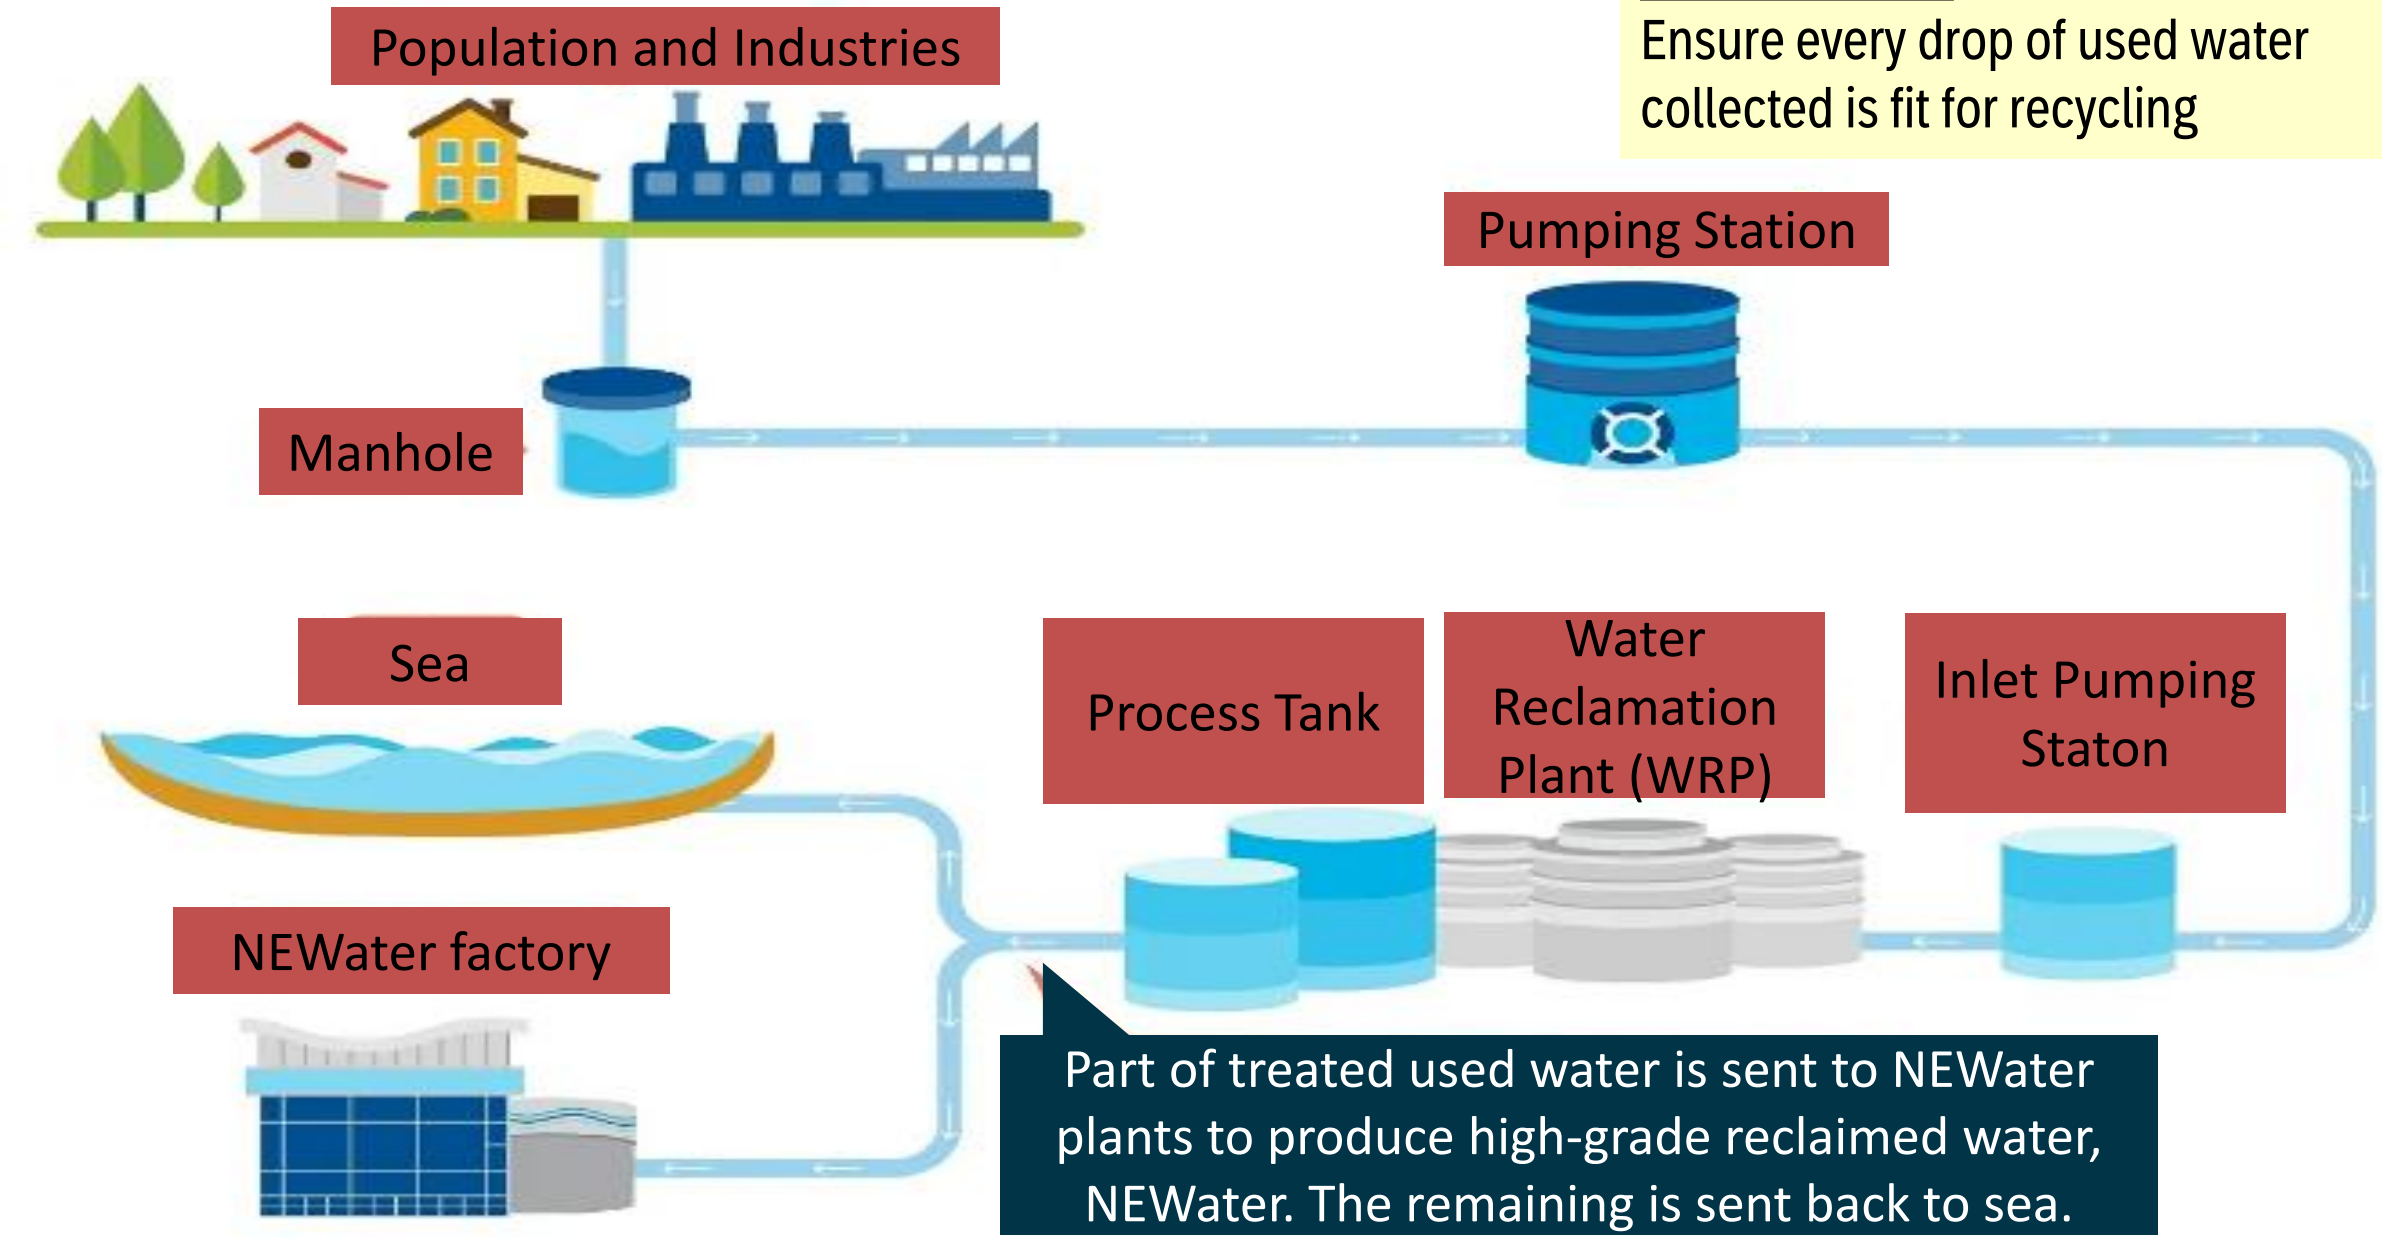 Population and Industries
Ensure every drop of used water
collected is fit for recycling
Pumping Station
Manhole
Sea
Process Tank
Water
Reclamation
Plant (WRP)
Inlet Pumping
Staton
NEWater factory
Part of treated used water is sent to NEWater
plants to produce high-grade reclaimed water,
NEWater. The remaining is sent back to sea.